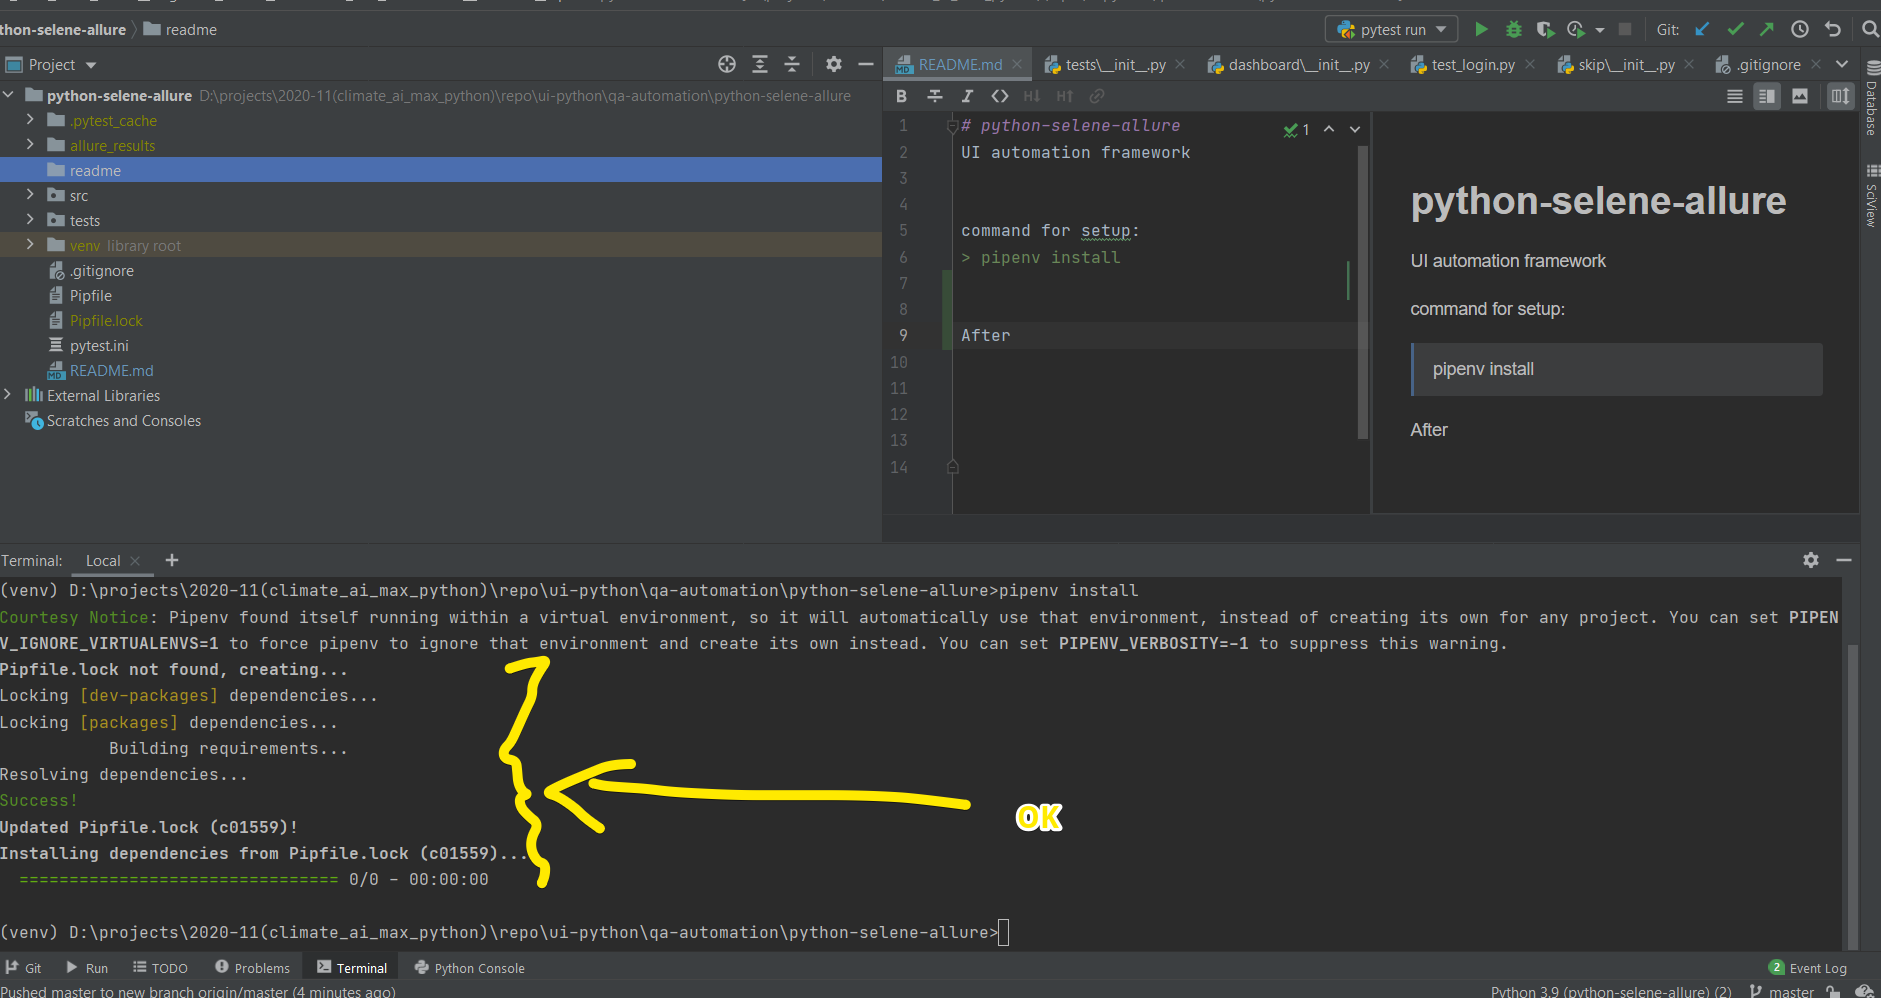 thon-selene-allure readme pytest run Git:
Project
README.md tests\__init__.py dashboard\__init__.py test_login.py skip\__init__.py .gitignore
python-selene-allure D:\projects\2020-11(climate_ai_max_python)\repo\ui-python\qa-automation\python-selene-allure
.pytest_cache
allure_results
readme
src
tests
venv library root
.gitignore
Pipfile
Pipfile.lock
pytest.ini
README.md
External Libraries
Scratches and Consoles
B I H↓ H↑
1 # python-selene-allure
2 UI automation framework
3
4
5 command for setup:
6 > pipenv install
7
8
9 After
10
11
12
13
14
1
python-selene-allure
UI automation framework
command for setup:
pipenv install
After
Database
SciView
Terminal: Local +
(venv) D:\projects\2020-11(climate_ai_max_python)\repo\ui-python\qa-automation\python-selene-allure>pipenv install
Courtesy Notice: Pipenv found itself running within a virtual environment, so it will automatically use that environment, instead of creating its own for any project. You can set PIPEN
V_IGNORE_VIRTUALENVS=1 to force pipenv to ignore that environment and create its own instead. You can set PIPENV_VERBOSITY=-1 to suppress this warning.
Pipfile.lock not found, creating...
Locking [dev-packages] dependencies...
Locking [packages] dependencies...
Building requirements...
Resolving dependencies...
Success!
Updated Pipfile.lock (c01559)!
Installing dependencies from Pipfile.lock (c01559)...
================================ 0/0 - 00:00:00
OK
(venv) D:\projects\2020-11(climate_ai_max_python)\repo\ui-python\qa-automation\python-selene-allure>
Git Run TODO Problems Terminal Python Console 2 Event Log
Pushed master to new branch origin/master (4 minutes ago) Python 3.9 (python-selene-allure) (2) master